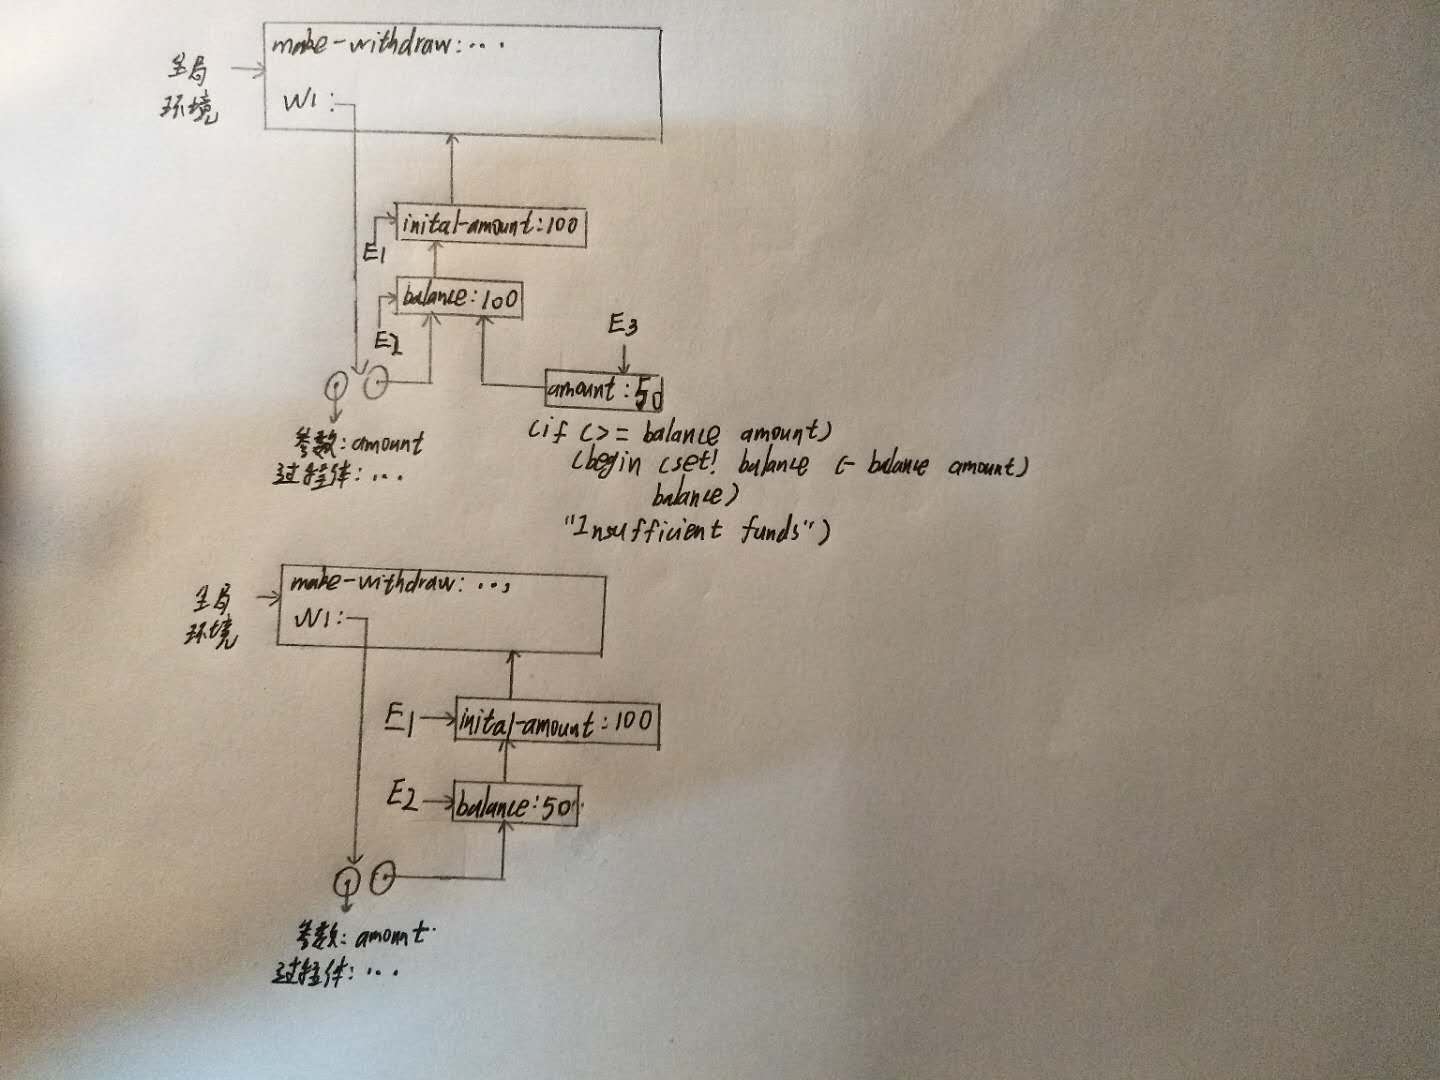 make-withdraw: ...
全局
环境
W1:
inital-amount:100
E1
balance:100
E2
E3
amount:50
参数: amount
过程体: ...
(if (>= balance amount)
(begin (set! balance (- balance amount)
balance)
"Insufficient funds")
make-withdraw: ...
全局
环境
W1:
E1
inital-amount:100
E2
balance:50
参数: amount
过程体: ...